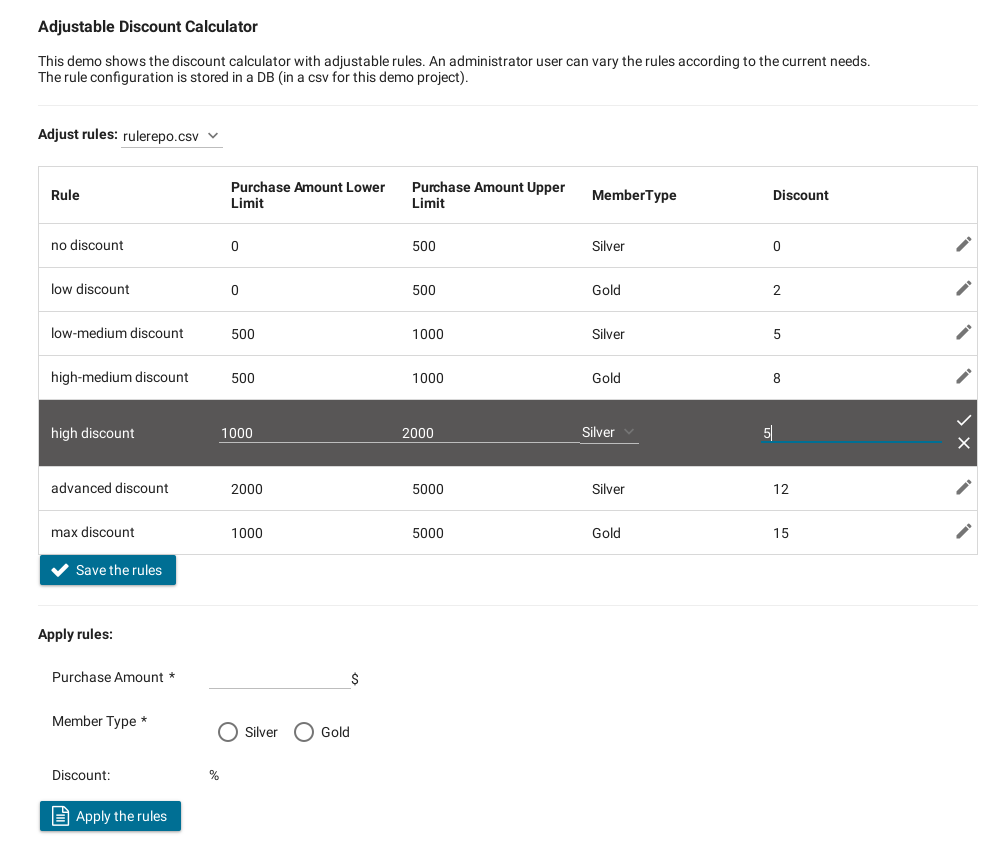 Adjustable Discount Calculator
This demo shows the discount calculator with adjustable rules. An administrator user can vary the rules according to the current needs.
The rule configuration is stored in a DB (in a csv for this demo project).
Adjust rules: rulerepo.csv
Rule Purchase Amount Lower Limit Purchase Amount Upper Limit MemberType Discount
no discount 0 500 Silver 0
low discount 0 500 Gold 2
low-medium discount 500 1000 Silver 5
high-medium discount 500 1000 Gold 8
high discount 1000 2000 Silver 5
advanced discount 2000 5000 Silver 12
max discount 1000 5000 Gold 15
Save the rules
Apply rules:
Purchase Amount * $
Member Type * Silver Gold
Discount: %
Apply the rules